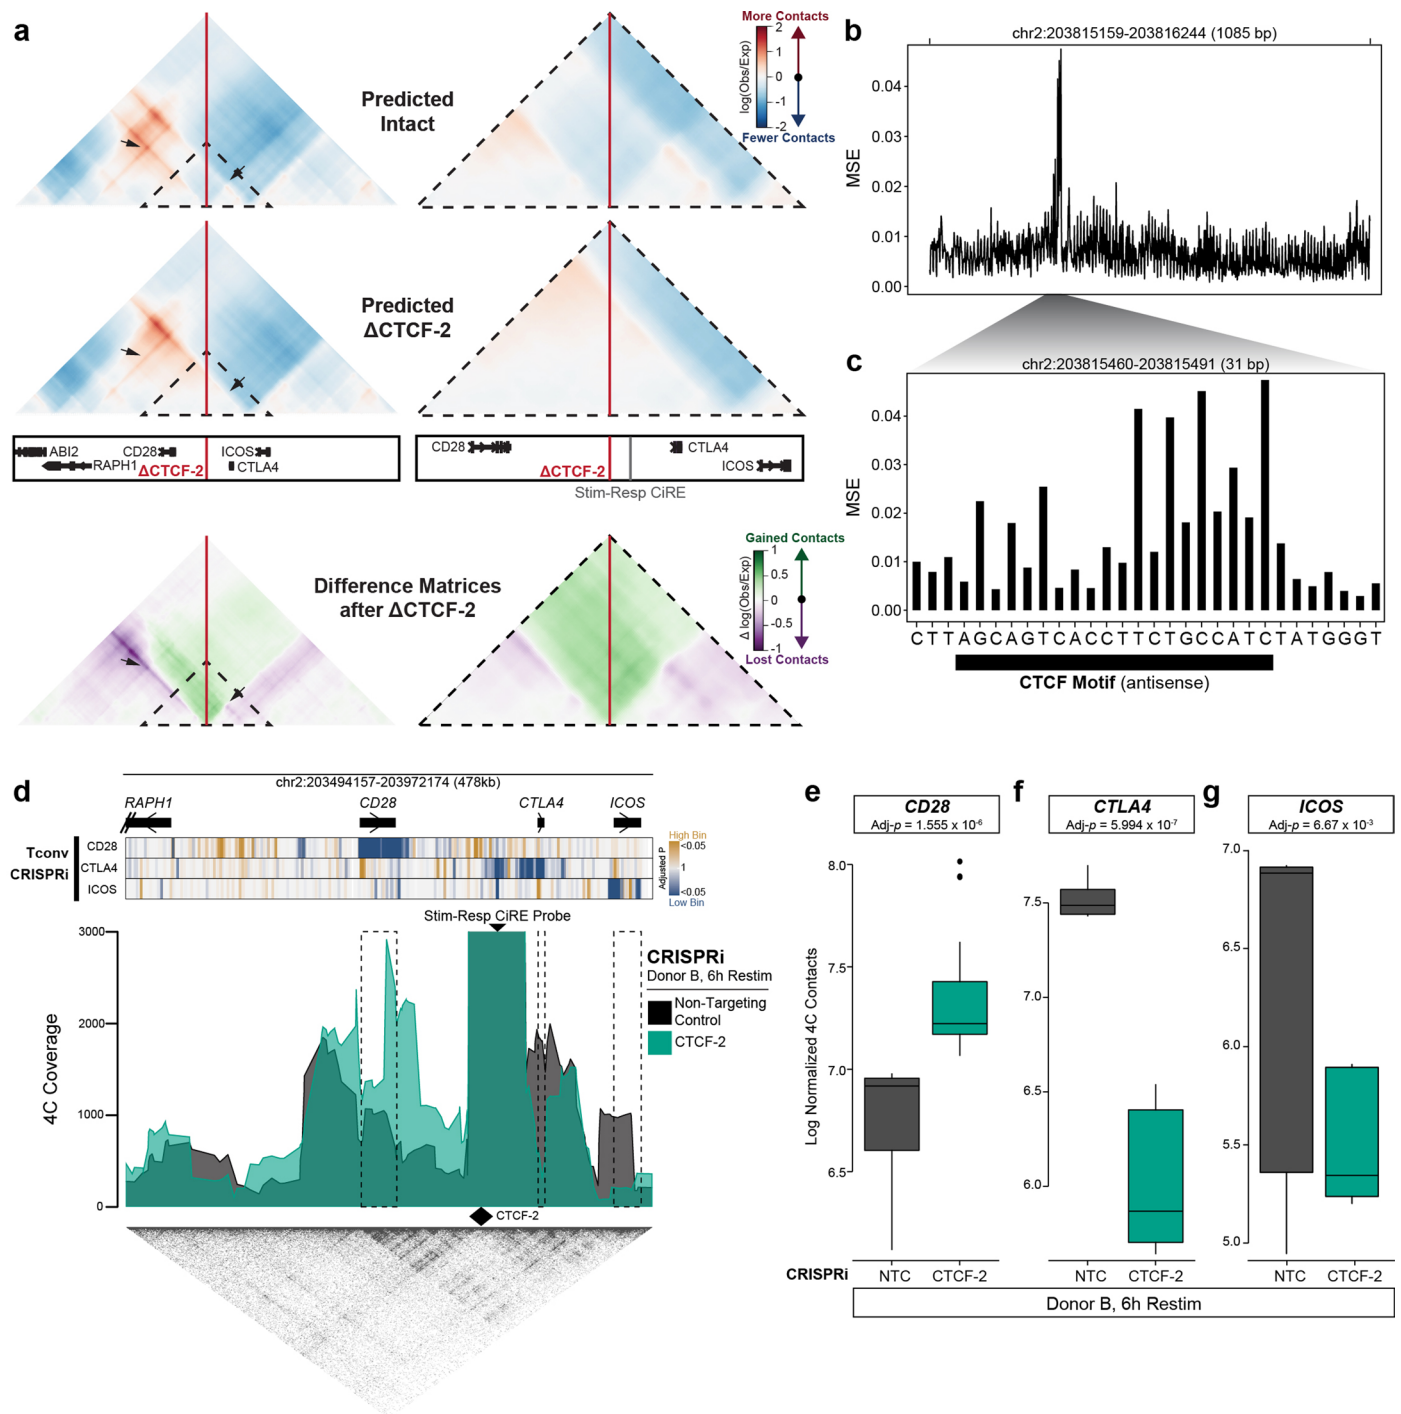 a
Predicted
Intact
More Contacts
log(Obs/Exp)
2
1
0
-1
-2
Fewer Contacts
Predicted
ΔCTCF-2
ABI2
RAPH1
CD28
ΔCTCF-2
ICOS
CTLA4
CD28
ΔCTCF-2
CTLA4
ICOS
Stim-Resp CiRE
Difference Matrices
after ΔCTCF-2
Gained Contacts
Δ log(Obs/Exp)
1
0.5
0
-0.5
-1
Lost Contacts
b
chr2:203815159-203816244 (1085 bp)
MSE
0.04
0.03
0.02
0.01
0.00
c
chr2:203815460-203815491 (31 bp)
MSE
0.04
0.03
0.02
0.01
0.00
C T T A G C A G T C A C C T T C T G C C A T C T A T G G G T
CTCF Motif (antisense)
d
chr2:203494157-203972174 (478kb)
RAPH1 CD28 CTLA4 ICOS
Tconv
CRISPRi
CD28
CTLA4
ICOS
High Bin
Adjusted P
<0.05
1
<0.05
Low Bin
Stim-Resp CiRE Probe
4C Coverage
3000
2000
1000
0
CRISPRi
Donor B, 6h Restim
Non-Targeting
Control
CTCF-2
CTCF-2
e
CD28
Adj-p = 1.555 x 10-6
Log Normalized 4C Contacts
8.0
7.5
7.0
6.5
f
CTLA4
Adj-p = 5.994 x 10-7
7.5
7.0
6.5
6.0
g
ICOS
Adj-p = 6.67 x 10-3
7.0
6.5
6.0
5.5
5.0
CRISPRi
NTC CTCF-2
NTC CTCF-2
NTC CTCF-2
Donor B, 6h Restim